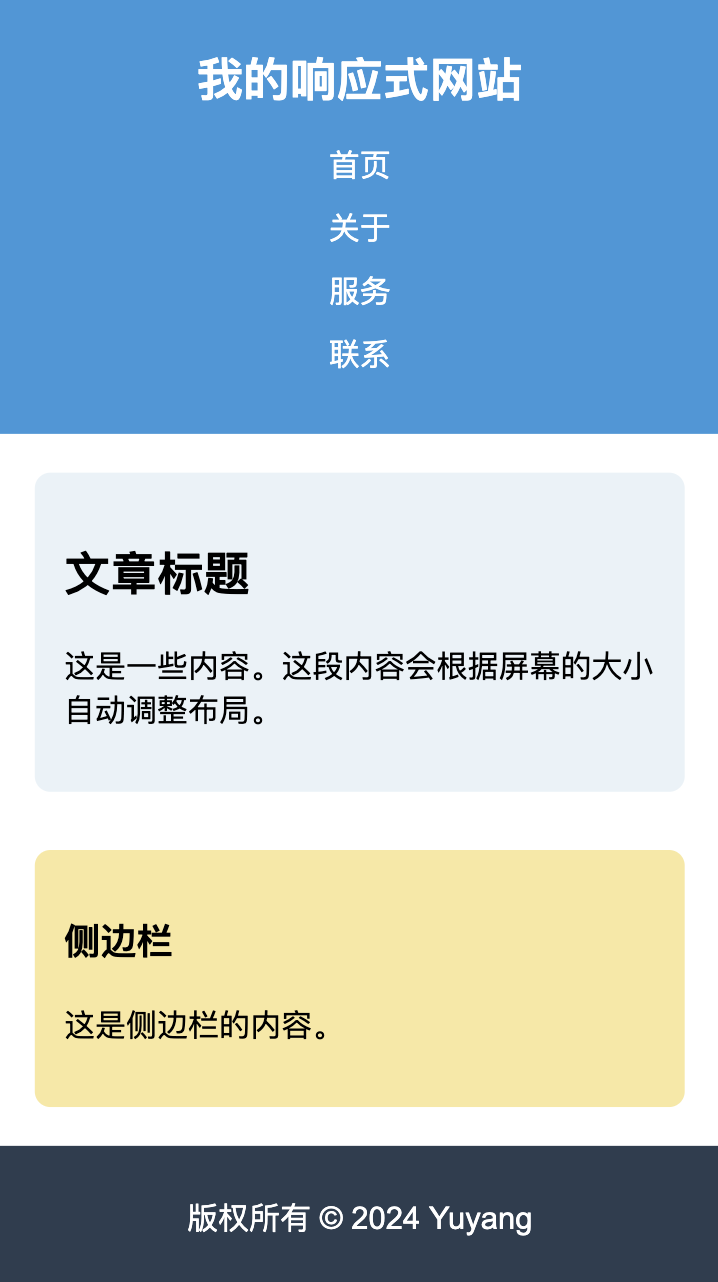 我的响应式网站
首页
关于
服务
联系
文章标题
这是一些内容。这段内容会根据屏幕的大小
自动调整布局。
侧边栏
这是侧边栏的内容。
版权所有 © 2024 Yuyang